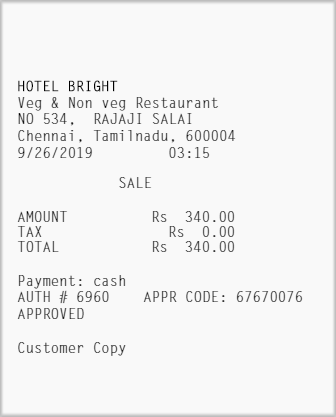 HOTEL BRIGHT
Veg & Non veg Restaurant
NO 534,  RAJAJI SALAI
Chennai, Tamilnadu, 600004
9/26/2019         03:15
SALE
AMOUNT          Rs  340.00
TAX               Rs  0.00
TOTAL           Rs  340.00
Payment: cash
AUTH # 6960    APPR CODE: 67670076
APPROVED
Customer Copy